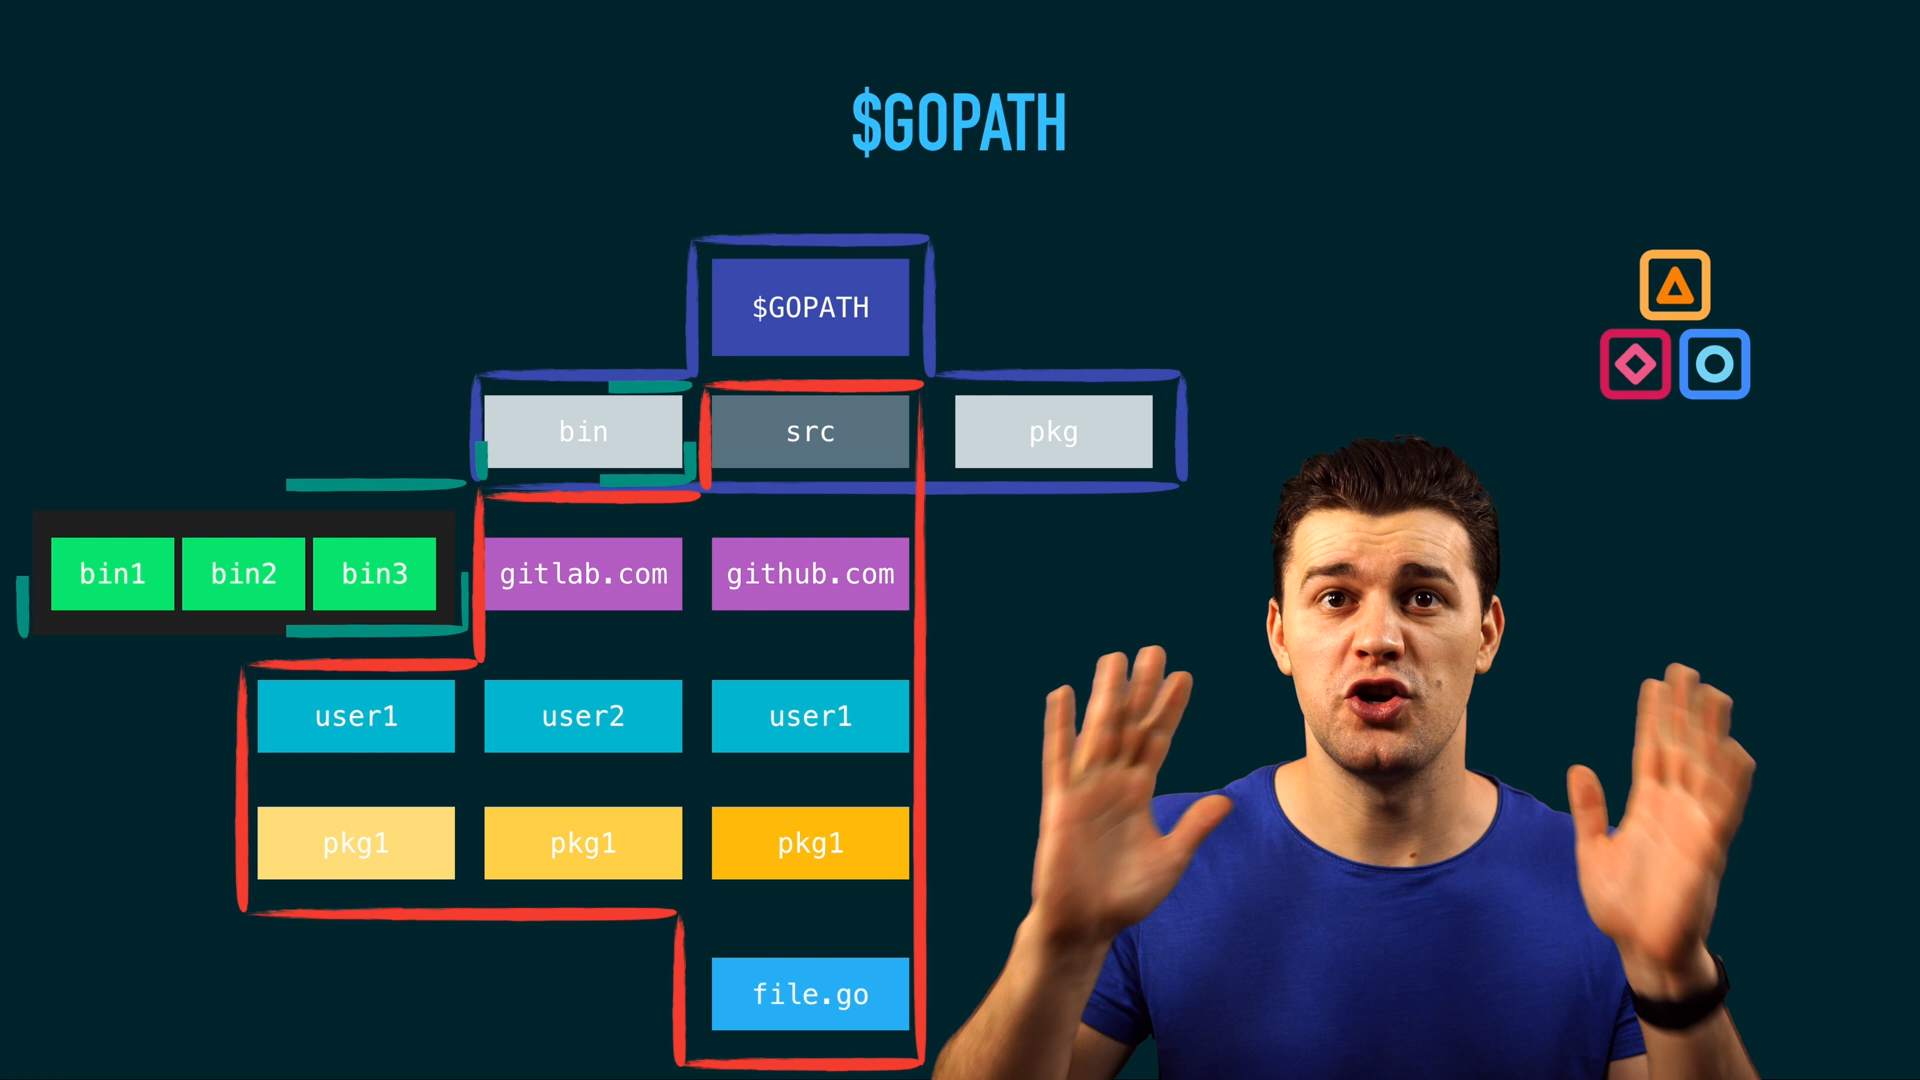 $GOPATH
$GOPATH
bin
src
pkg
bin1
bin2
bin3
gitlab.com
github.com
user1
user2
user1
pkg1
pkg1
pkg1
file.go